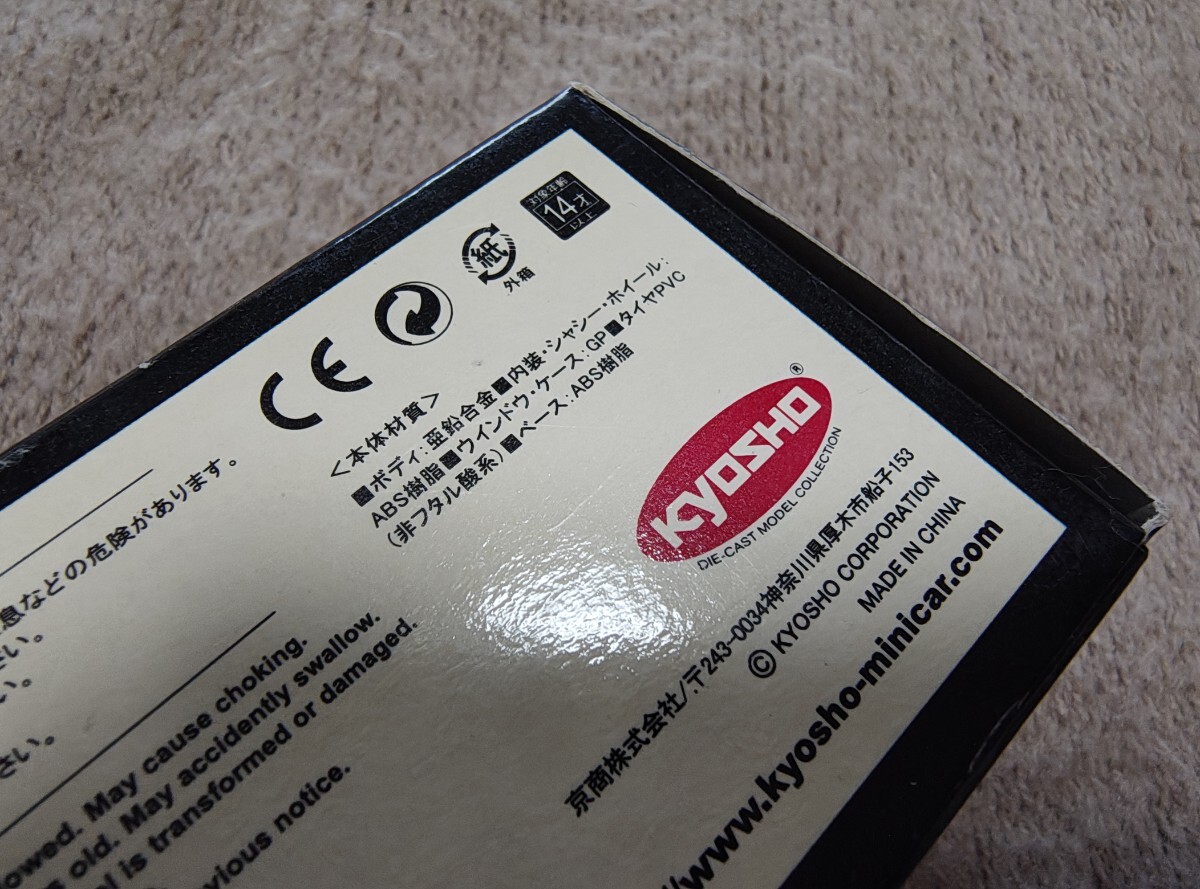 対象年齢
14才
以上
紙
外箱
CE
<本体材質>
■ボディ:亜鉛合金■内装・シャシー・ホイール:
ABS樹脂■ウインドウ・ケース:GP■タイヤPVC
(非フタル酸系)■ベース:ABS樹脂
KYOSHO®
DIE-CAST MODEL COLLECTION
京商株式会社/〒243-0034神奈川県厚木市船子153
© KYOSHO CORPORATION
MADE IN CHINA
//www.kyosho-minicar.com
息などの危険があります。
さい。
い。
さい。
owed. May cause choking.
s old. May accidently swallow.
el is transformed or damaged.
vious notice.